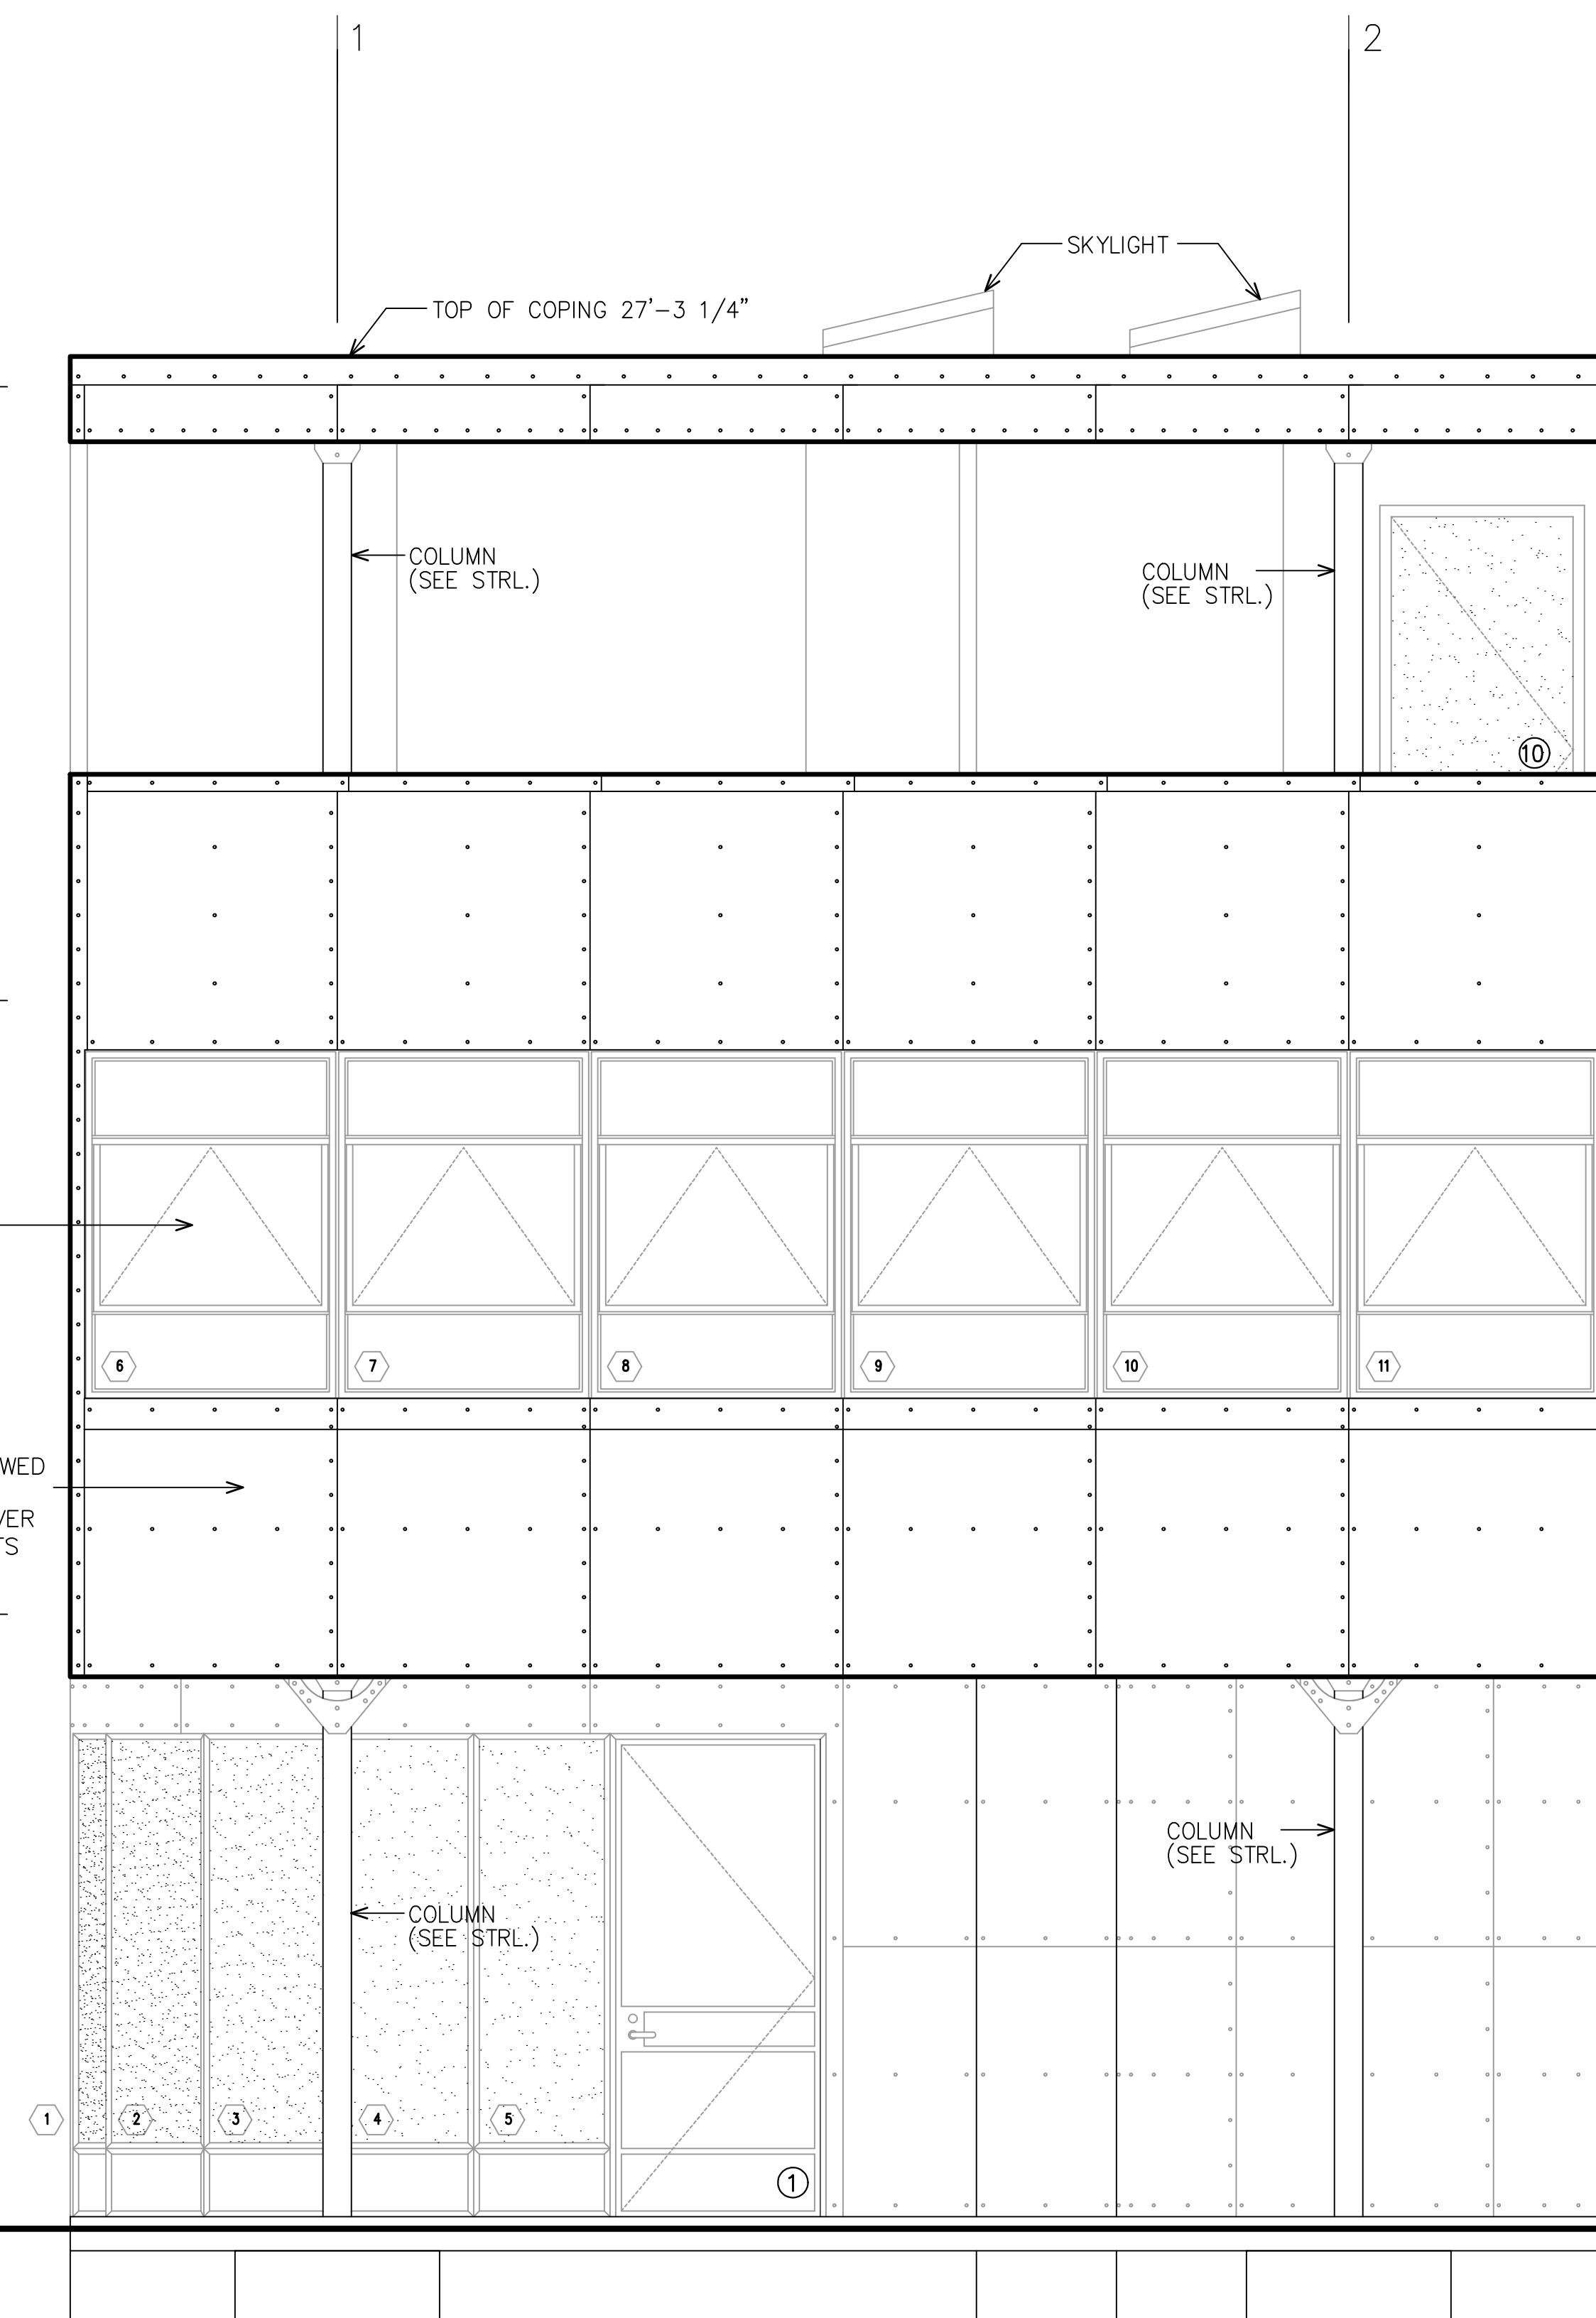 1
2
SKYLIGHT
TOP OF COPING 27'-3 1/4"
COLUMN
(SEE STRL.)
COLUMN
(SEE STRL.)
10
6
7
8
9
10
11
WED
VER
TS
COLUMN
(SEE STRL.)
COLUMN
(SEE STRL.)
1
2
3
4
5
1